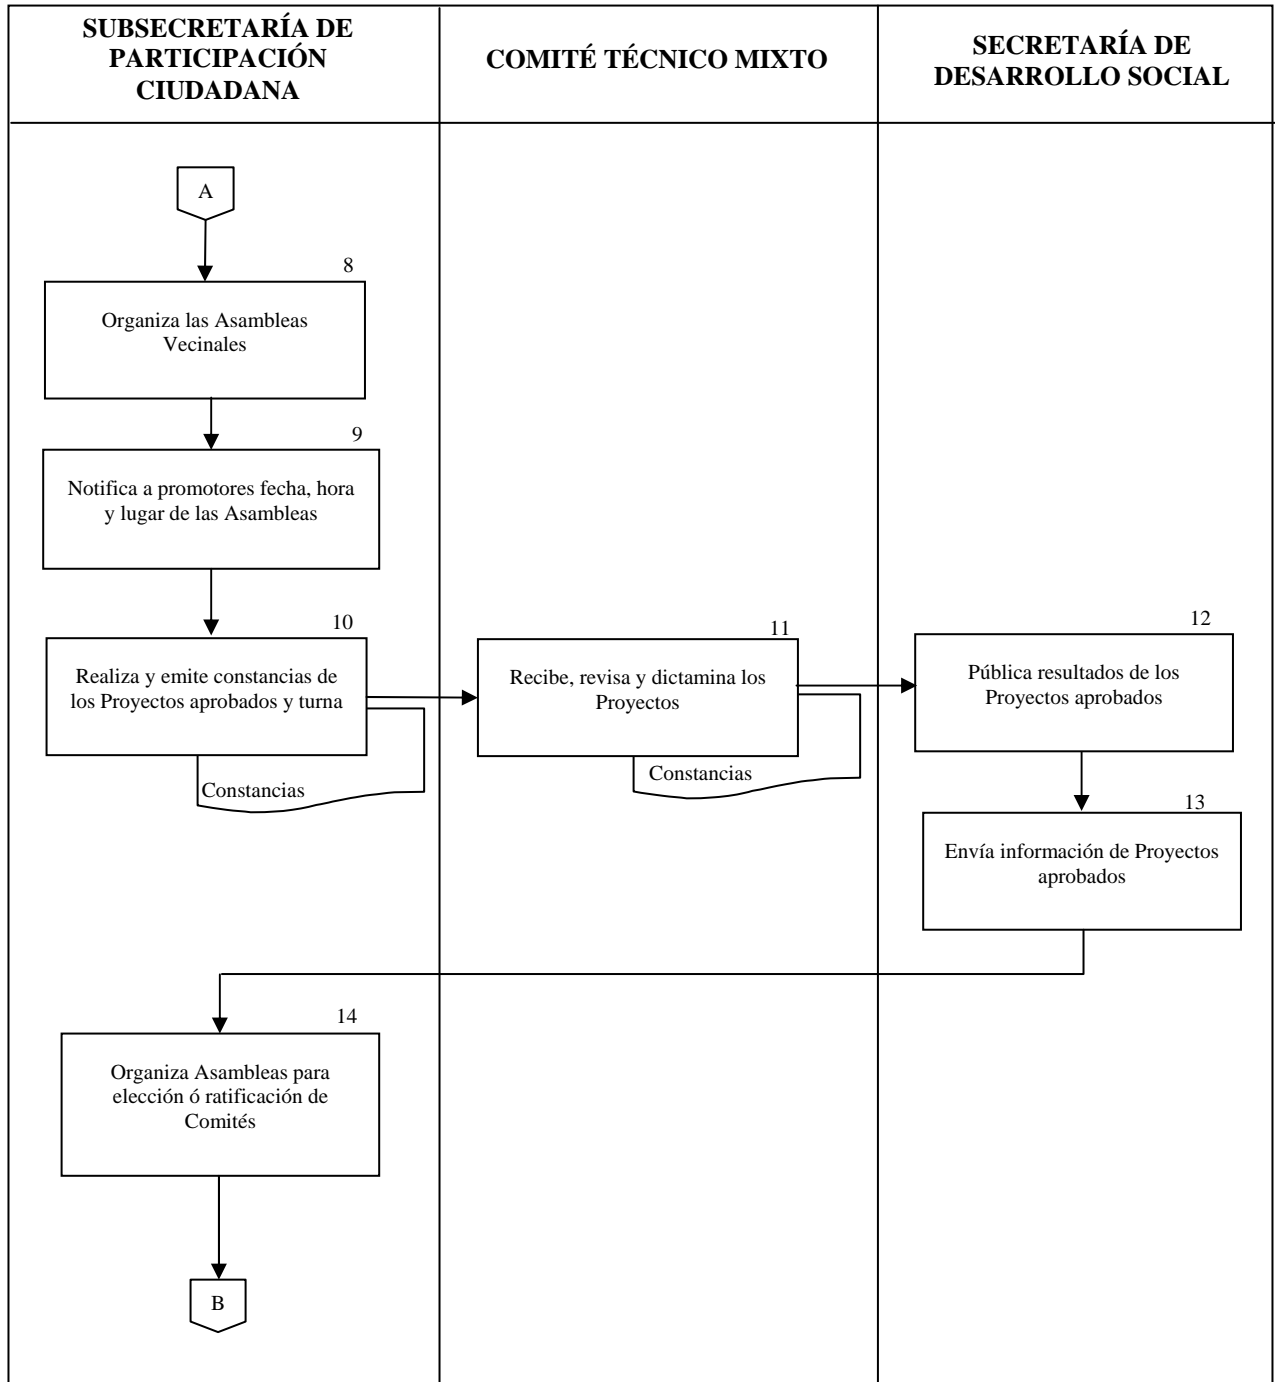 SUBSECRETARÍA DE
PARTICIPACIÓN
CIUDADANA
COMITÉ TÉCNICO MIXTO
SECRETARÍA DE
DESARROLLO SOCIAL
A
8
Organiza las Asambleas
Vecinales
9
Notifica a promotores fecha, hora
y lugar de las Asambleas
10
Realiza y emite constancias de
los Proyectos aprobados y turna
Constancias
11
Recibe, revisa y dictamina los
Proyectos
Constancias
12
Pública resultados de los
Proyectos aprobados
13
Envía información de Proyectos
aprobados
14
Organiza Asambleas para
elección ó ratificación de
Comités
B